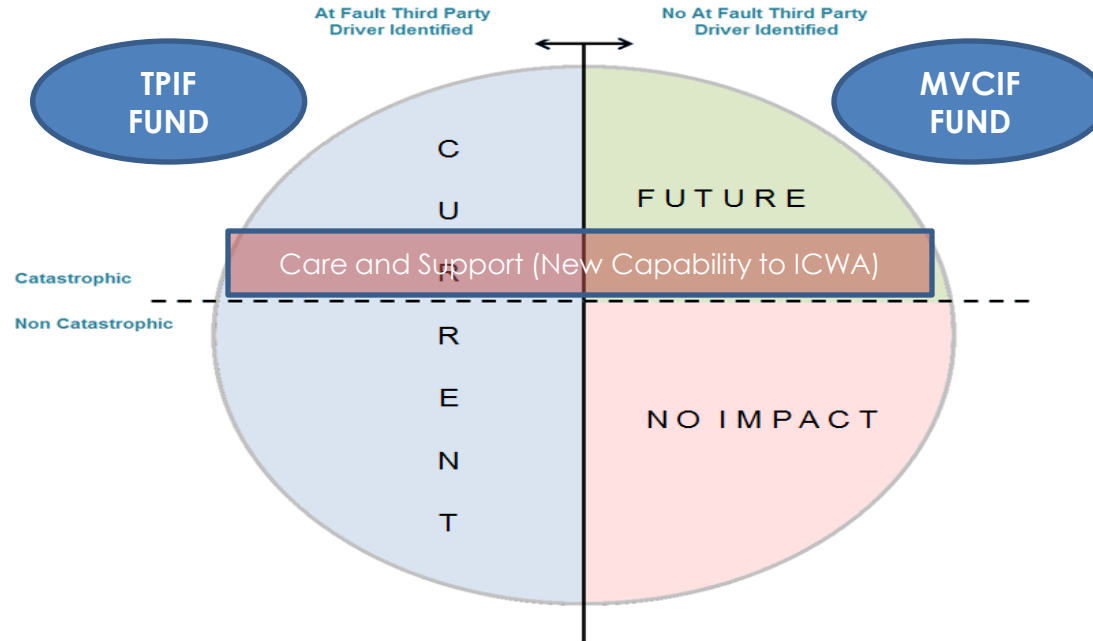 At Fault Third Party
Driver Identified
No At Fault Third Party
Driver Identified
TPIF
FUND
MVCIF
FUND
C
U
R
R
E
N
T
FUTURE
Care and Support (New Capability to ICWA)
Catastrophic
Non Catastrophic
NO IMPACT